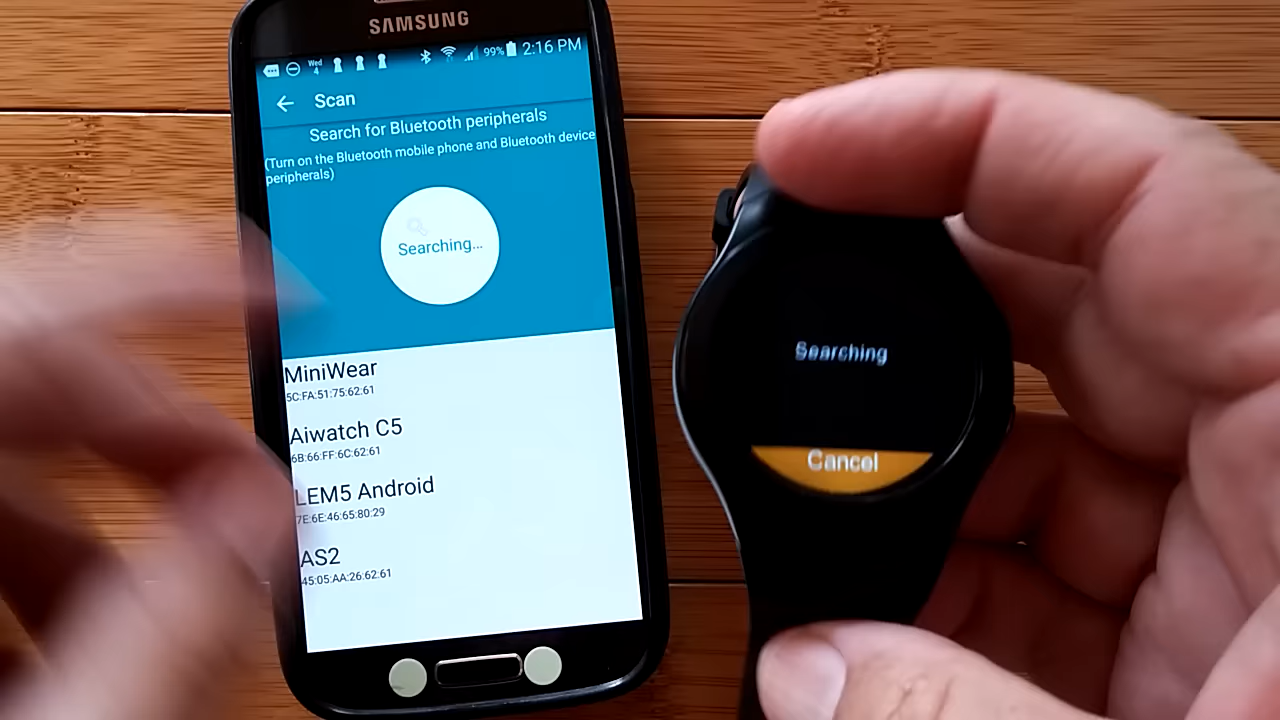 SAMSUNG
Wed
4
99%
2:16 PM
Scan
Search for Bluetooth peripherals
(Turn on the Bluetooth mobile phone and Bluetooth device
peripherals)
Searching...
MiniWear
5C:FA:51:75:62:61
Aiwatch C5
6B:66:FF:6C:62:61
LEM5 Android
7E:6E:46:65:80:29
AS2
45:05:AA:26:62:61
Searching
Cancel